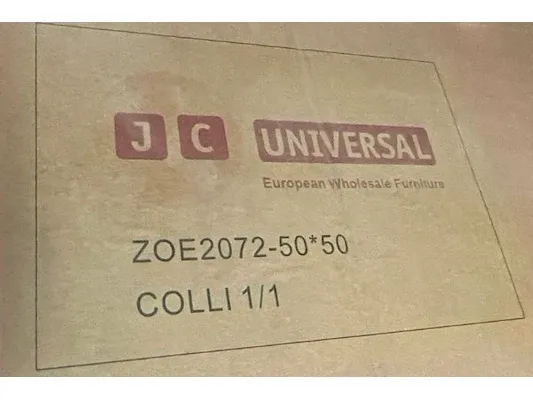 J C UNIVERSAL
European Wholesale Furniture
ZOE2072-50*50
COLLI 1/1